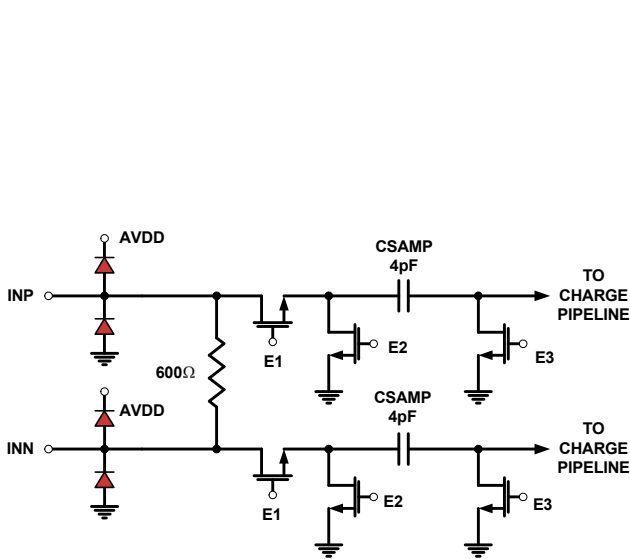 AVDD
CSAMP
4pF
INP
TO
CHARGE
PIPELINE
E1
E2
E3
600Ω
AVDD
CSAMP
4pF
INN
TO
CHARGE
PIPELINE
E1
E2
E3